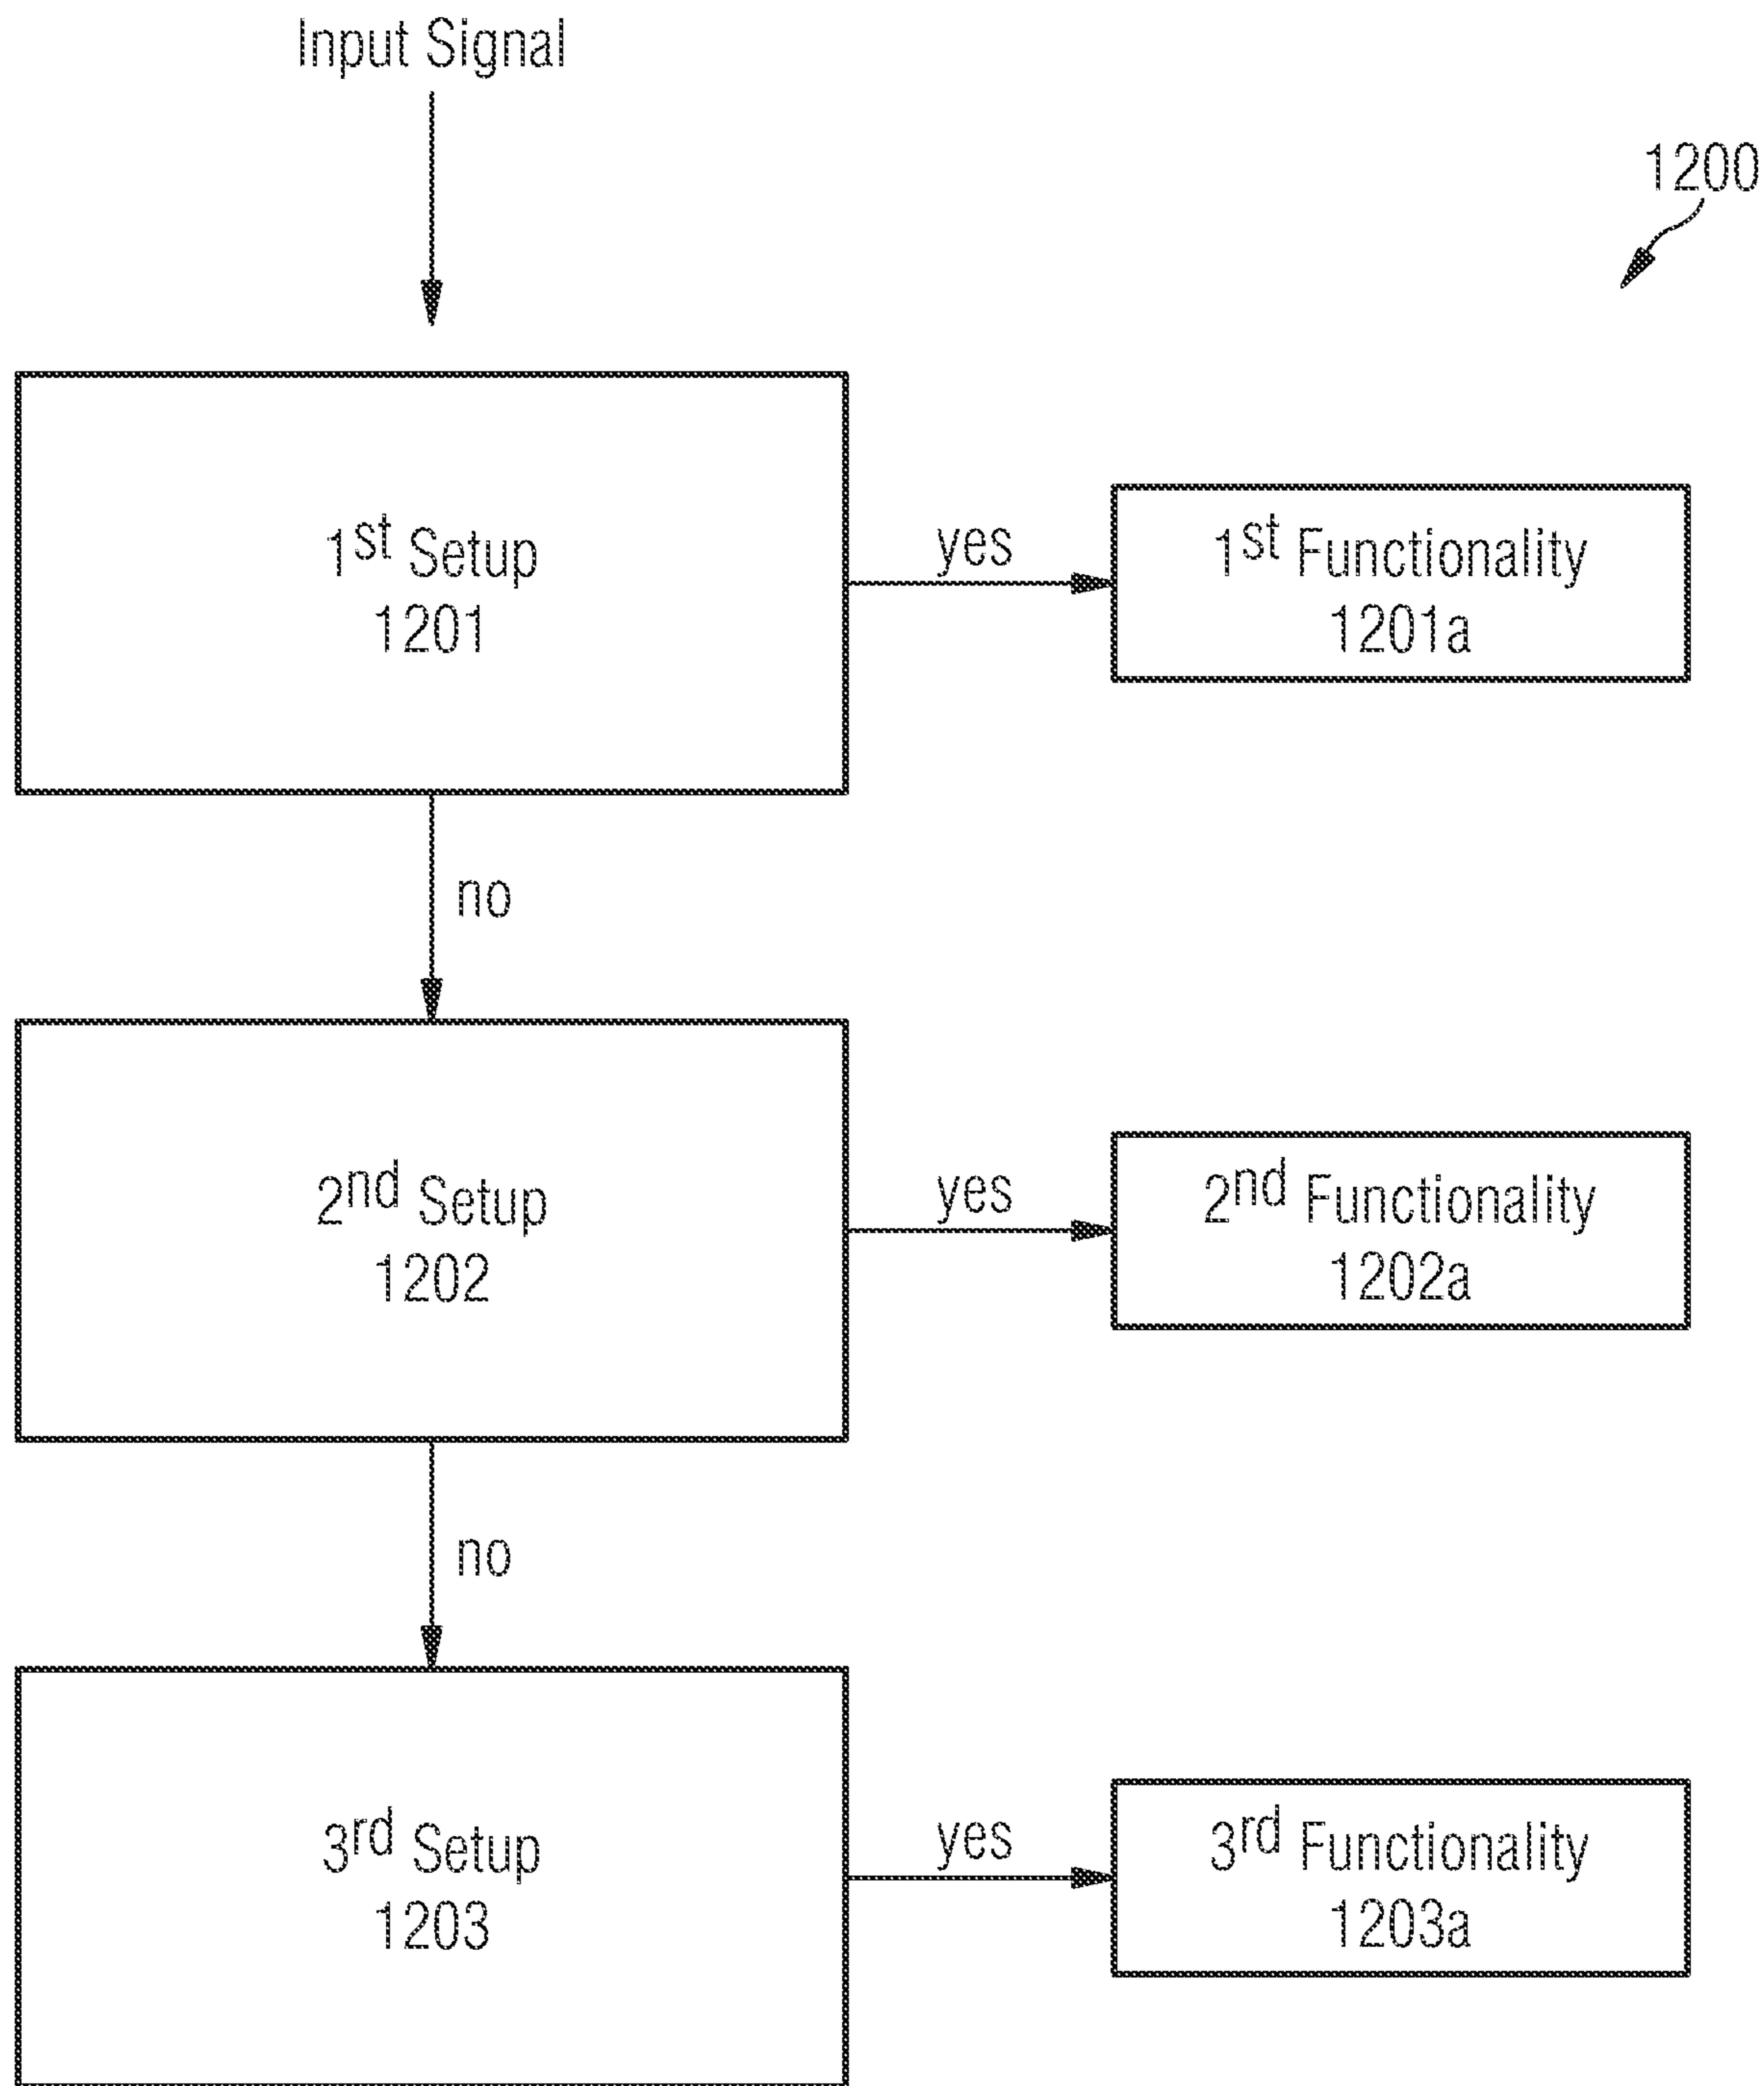 Input Signal
1200
1st Setup
1201
yes
1st Functionality
1201a
no
2nd Setup
1202
yes
2nd Functionality
1202a
no
3rd Setup
1203
yes
3rd Functionality
1203a